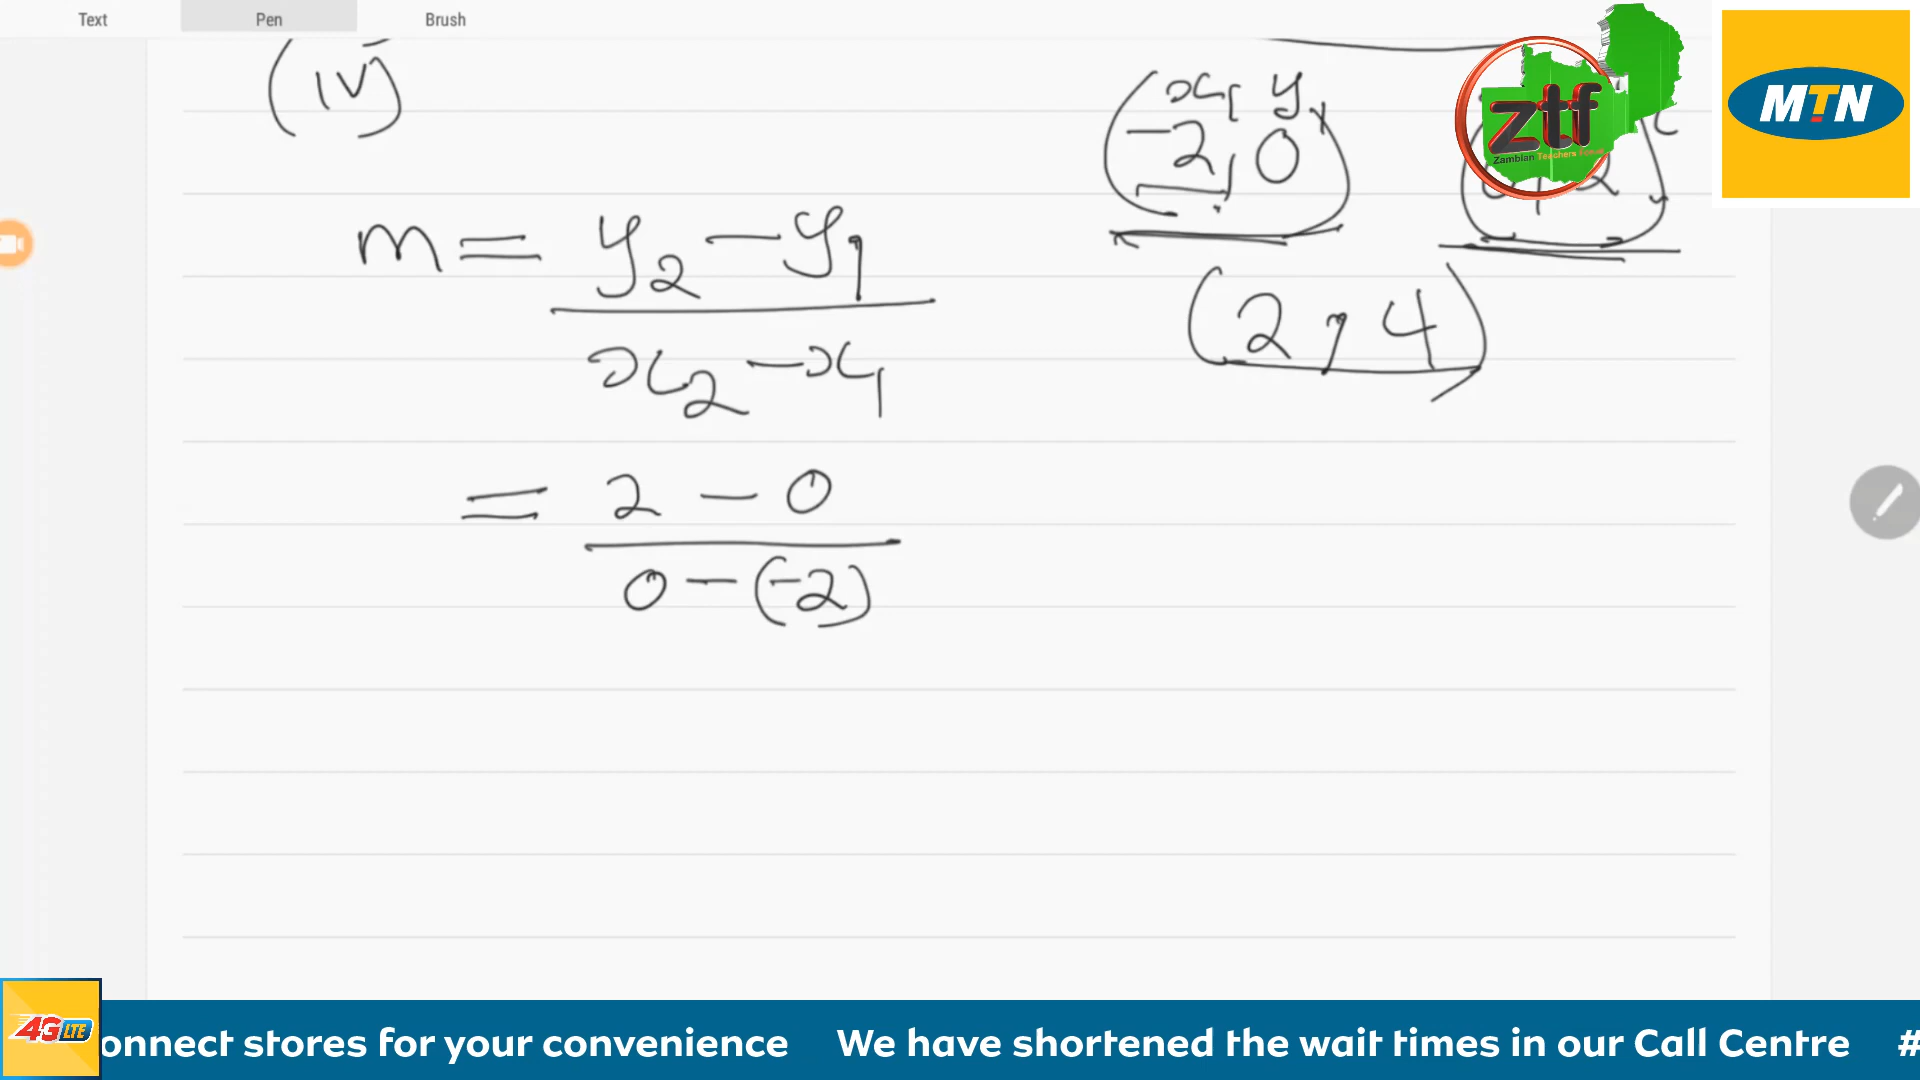 Text Pen Brush
(IV)
x₁ y₁
(-2, 0)
ztf
Zambian Teachers Forum
MTN
m = y₂ - y₁
x₂ - x₁
(2, 4)
= 2 - 0
0 - (-2)
4G LTE
onnect stores for your convenience We have shortened the wait times in our Call Centre #